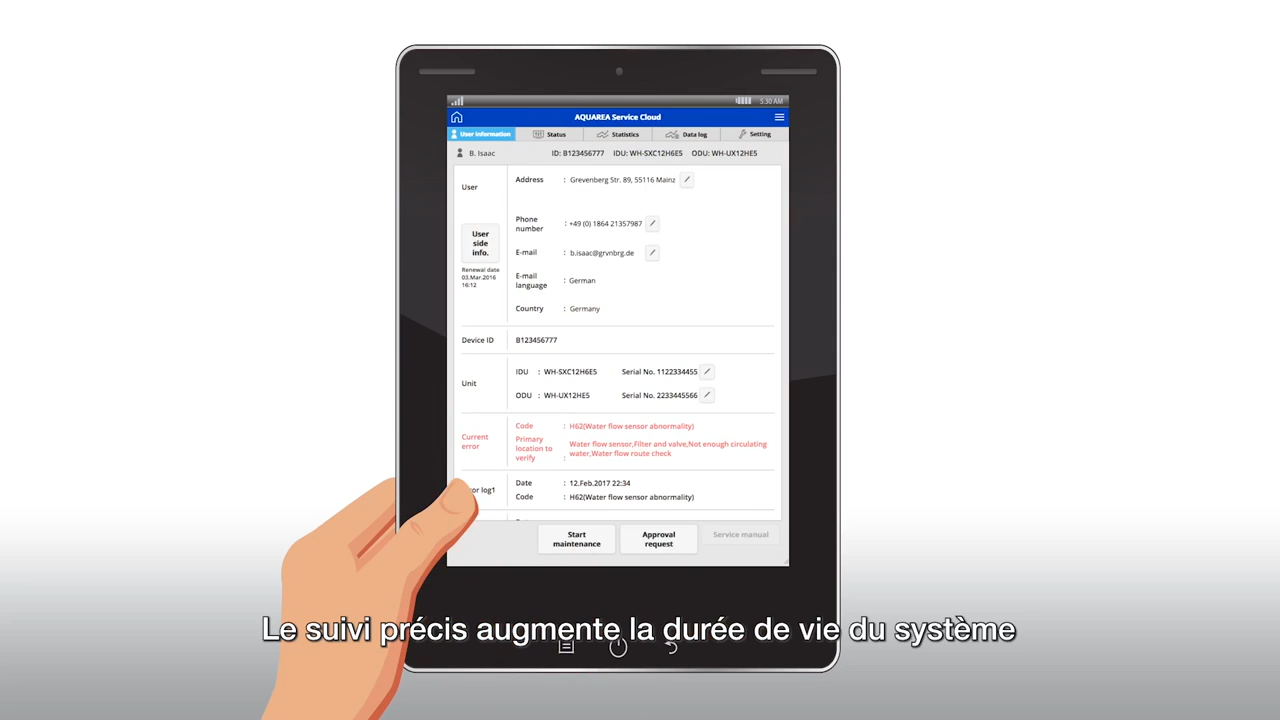 5.30 AM
AQUAREA Service Cloud
User information Status Statistics Data log Setting
B. Isaac ID: B123456777 IDU: WH-SXC12H6E5 ODU: WH-UX12HE5
User
Address : Grevenberg Str. 89, 55116 Mainz
Phone number : +49 (0) 1864 21357987
User side info.
E-mail : b.isaac@grvnbrg.de
Renewal date
03.Mar.2016
16:12
E-mail language : German
Country : Germany
Device ID B123456777
Unit
IDU : WH-SXC12H6E5 Serial No. 1122334455
ODU : WH-UX12HE5 Serial No. 2233445566
Current error
Code : H62(Water flow sensor abnormality)
Primary location to verify : Water flow sensor,Filter and valve,Not enough circulating
water,Water flow route check
or log1
Date : 12.Feb.2017 22:34
Code : H62(Water flow sensor abnormality)
Start maintenance
Approval request
Service manual
Le suivi précis augmente la durée de vie du système